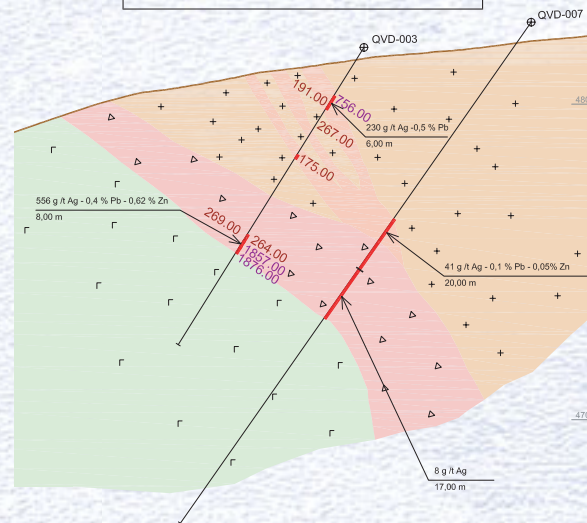 QVD-007
QVD-003
191.00
756.00
230 g /t Ag -0,5 % Pb
6,00 m
267.00
175.00
556 g /t Ag - 0,4 % Pb - 0,62 % Zn
8,00 m
269.00
264.00
1857.00
1876.00
41 g /t Ag - 0,1 % Pb - 0,05% Zn
20,00 m
8 g /t Ag
17,00 m